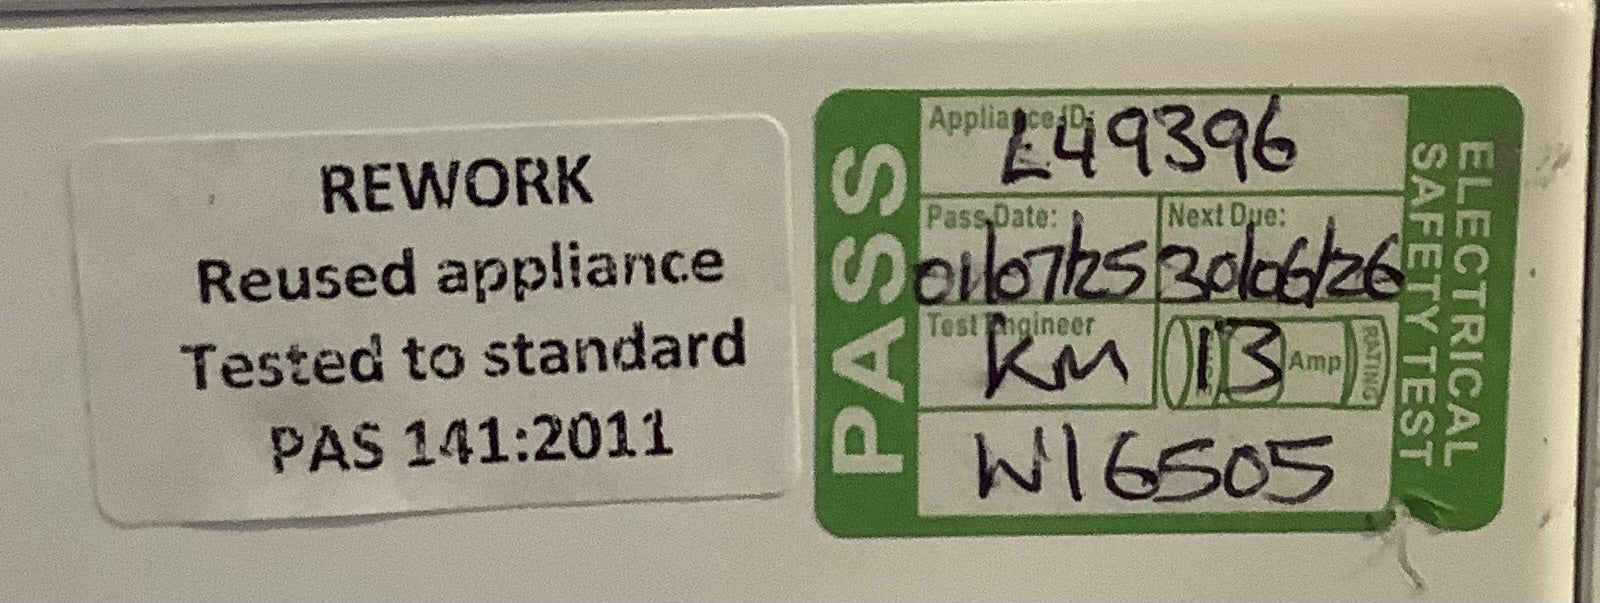 REWORK
Reused appliance
Tested to standard
PAS 141:2011
PASS
Appliance ID:
E49396
Pass Date:
01/07/25
Next Due:
30/06/26
Test Engineer
KM
13 Amp
RATING
W16505
ELECTRICAL
SAFETY TEST